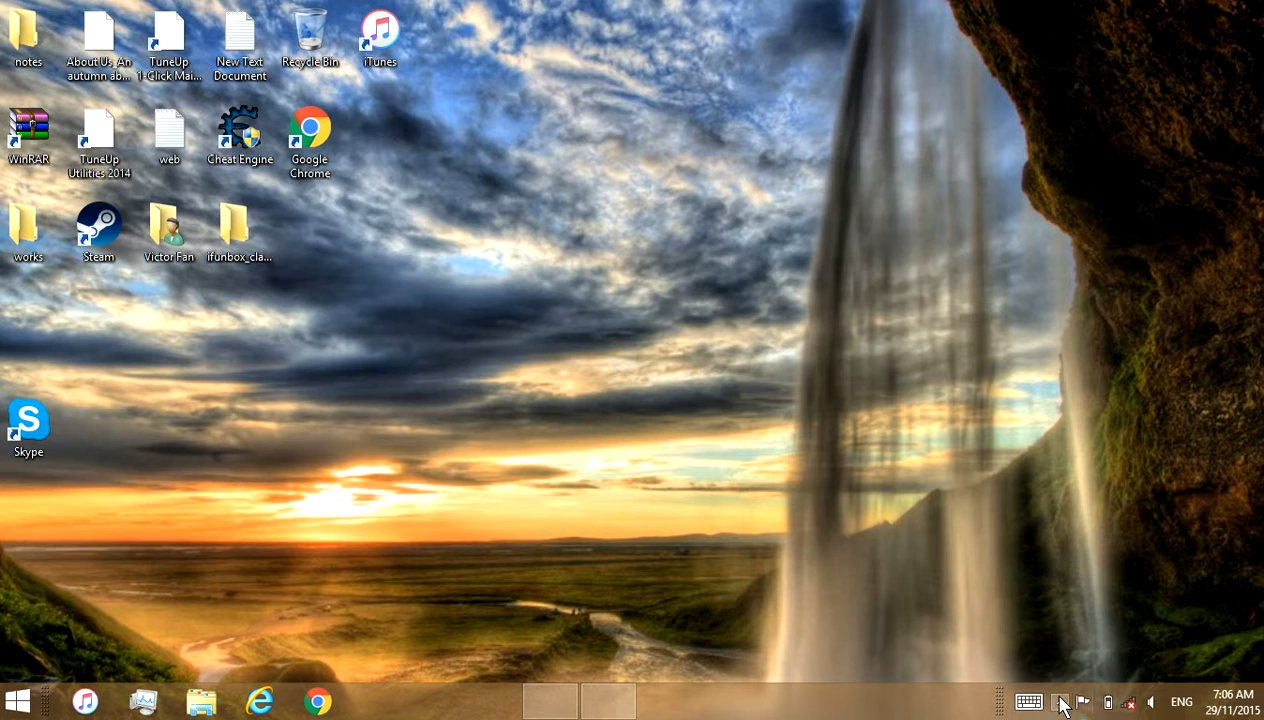 notes
About Us. An
autumn ab...
TuneUp
1-Click Mai...
New Text
Document
Recycle Bin
iTunes
WinRAR
TuneUp
Utilities 2014
web
Cheat Engine
Google
Chrome
works
Steam
Victor Fan
ifunbox_cla...
S
Skype
ENG
7:06 AM
29/11/2015